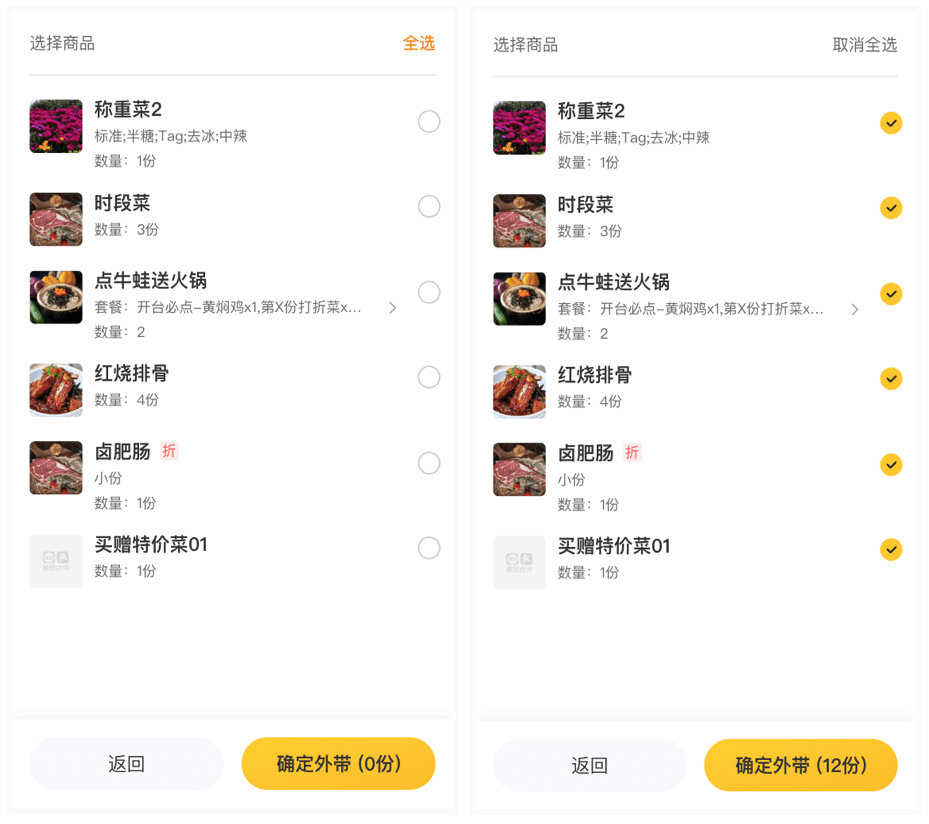 选择商品
全选
称重菜2
标准;半糖;Tag;去冰;中辣
数量：1份
时段菜
数量：3份
点牛蛙送火锅
套餐：开台必点-黄焖鸡x1,第X份打折菜x...
数量：2
红烧排骨
数量：4份
卤肥肠 折
小份
数量：1份
买赠特价菜01
数量：1份
返回
确定外带 (0份)
选择商品
取消全选
称重菜2
标准;半糖;Tag;去冰;中辣
数量：1份
时段菜
数量：3份
点牛蛙送火锅
套餐：开台必点-黄焖鸡x1,第X份打折菜x...
数量：2
红烧排骨
数量：4份
卤肥肠 折
小份
数量：1份
买赠特价菜01
数量：1份
返回
确定外带 (12份)